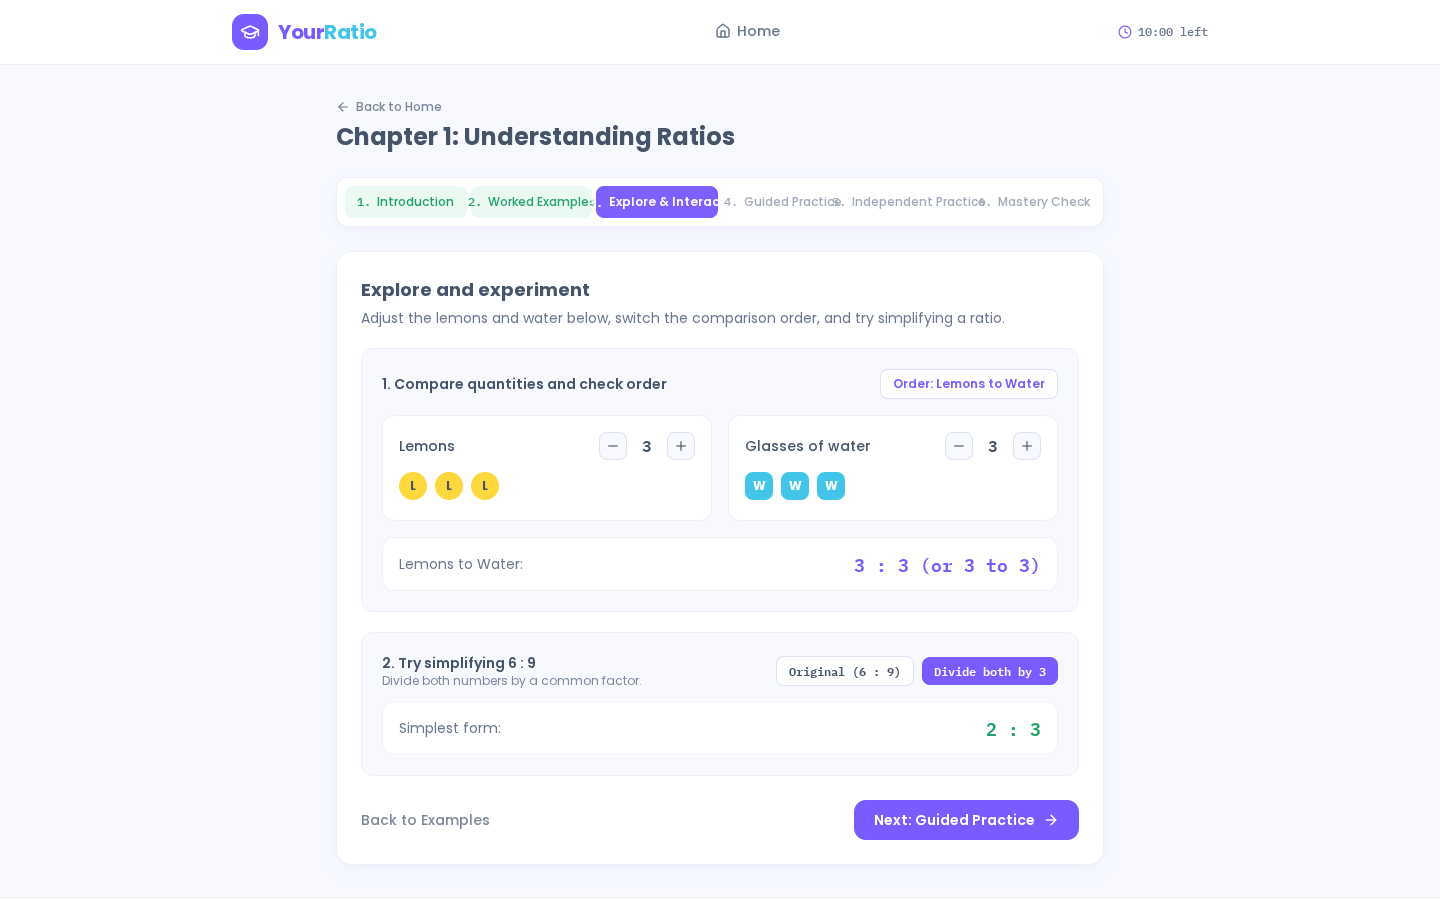 YourRatio
Home
10:00 left
Back to Home
Chapter 1: Understanding Ratios
1. Introduction
2. Worked Examples
. Explore & Interac
4. Guided Practice
5. Independent Practice
6. Mastery Check
Explore and experiment
Adjust the lemons and water below, switch the comparison order, and try simplifying a ratio.
1. Compare quantities and check order
Order: Lemons to Water
Lemons
− 3 +
L L L
Glasses of water
− 3 +
W W W
Lemons to Water:
3 : 3 (or 3 to 3)
2. Try simplifying 6 : 9
Divide both numbers by a common factor.
Original (6 : 9)
Divide both by 3
Simplest form:
2 : 3
Back to Examples
Next: Guided Practice